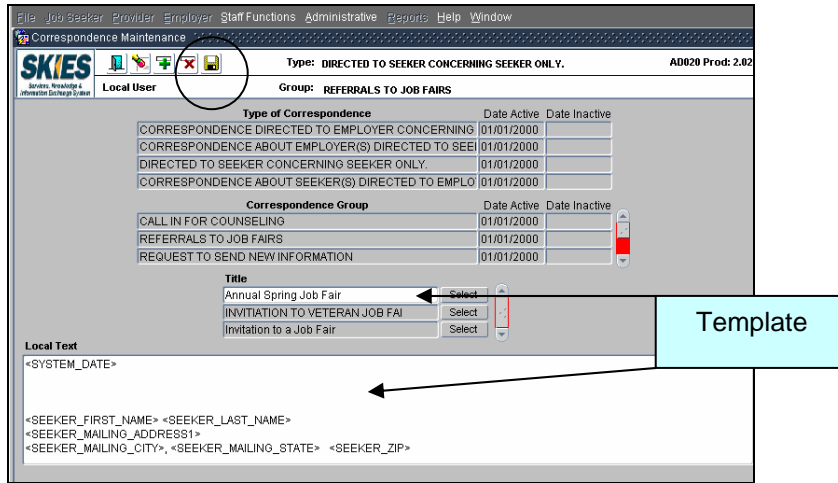 File Job Seeker Provider Employer Staff Functions Administrative Reports Help Window
Correspondence Maintenance
SKIES
Services, Knowledge &
Information Exchange System
Type: DIRECTED TO SEEKER CONCERNING SEEKER ONLY.
AD020 Prod: 2.02
Local User
Group: REFERRALS TO JOB FAIRS
Type of Correspondence Date Active Date Inactive
CORRESPONDENCE DIRECTED TO EMPLOYER CONCERNING 01/01/2000
CORRESPONDENCE ABOUT EMPLOYER(S) DIRECTED TO SEEI 01/01/2000
DIRECTED TO SEEKER CONCERNING SEEKER ONLY. 01/01/2000
CORRESPONDENCE ABOUT SEEKER(S) DIRECTED TO EMPLO 01/01/2000
Correspondence Group Date Active Date Inactive
CALL IN FOR COUNSELING 01/01/2000
REFERRALS TO JOB FAIRS 01/01/2000
REQUEST TO SEND NEW INFORMATION 01/01/2000
Title
Annual Spring Job Fair Select
INVITIATION TO VETERAN JOB FAI Select
Invitation to a Job Fair Select
Template
Local Text
<SYSTEM_DATE>
<SEEKER_FIRST_NAME> <SEEKER_LAST_NAME>
<SEEKER_MAILING_ADDRESS1>
<SEEKER_MAILING_CITY>, <SEEKER_MAILING_STATE> <SEEKER_ZIP>